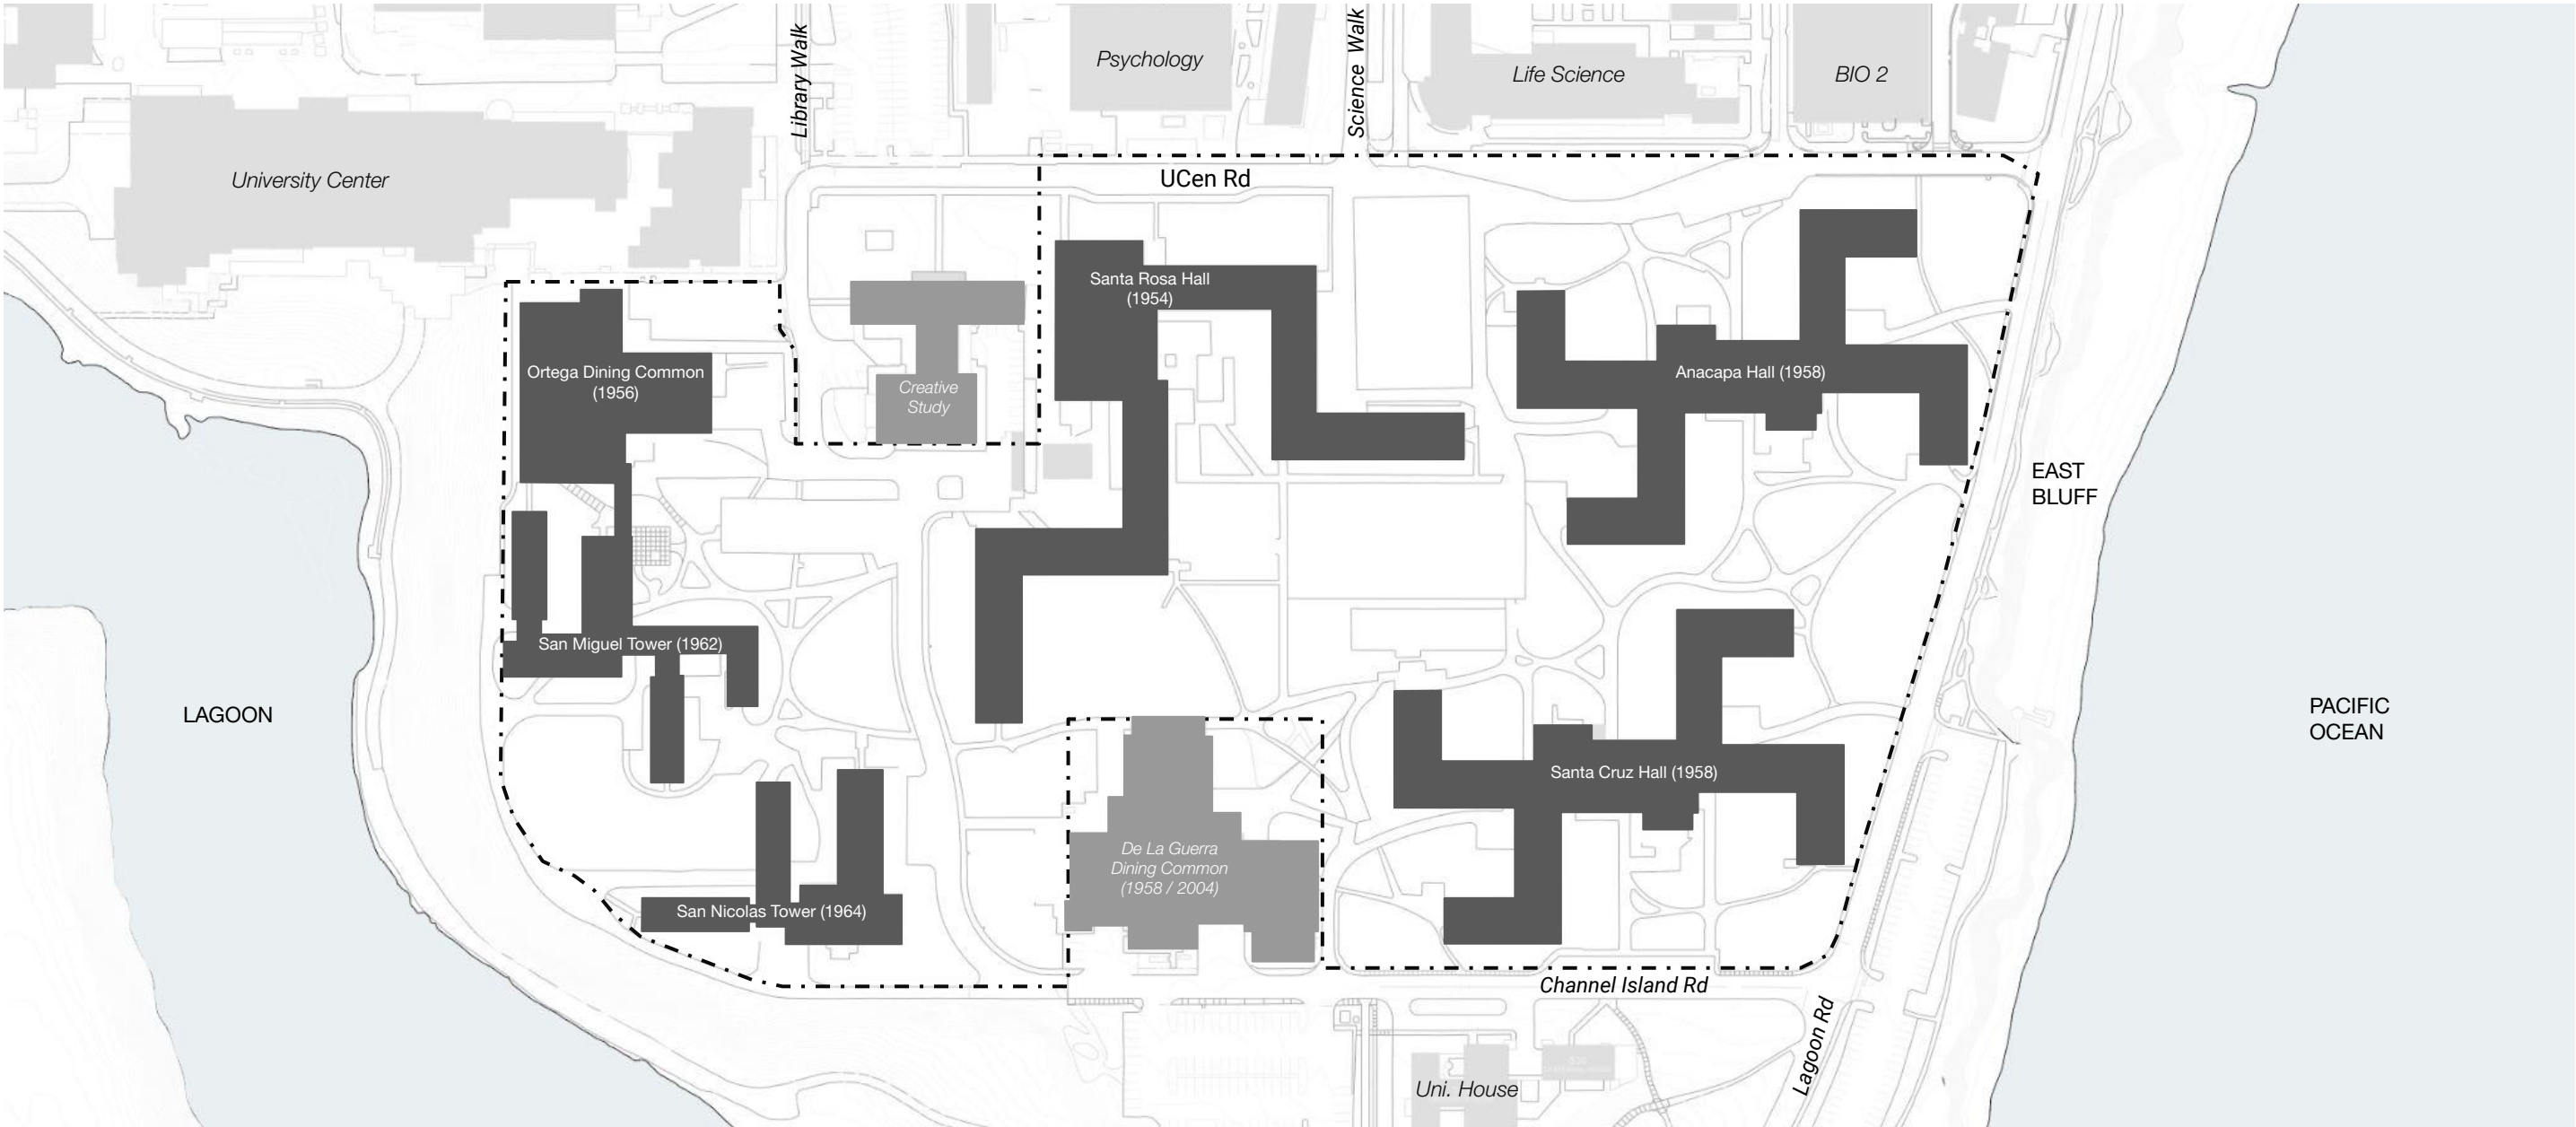 Library Walk
Psychology
Science Walk
Life Science
BIO 2
University Center
UCen Rd
Santa Rosa Hall
(1954)
Ortega Dining Common
(1956)
Creative
Study
Anacapa Hall (1958)
EAST
BLUFF
San Miguel Tower (1962)
LAGOON
PACIFIC
OCEAN
Santa Cruz Hall (1958)
De La Guerra
Dining Common
(1958 / 2004)
San Nicolas Tower (1964)
Channel Island Rd
Lagoon Rd
Uni. House